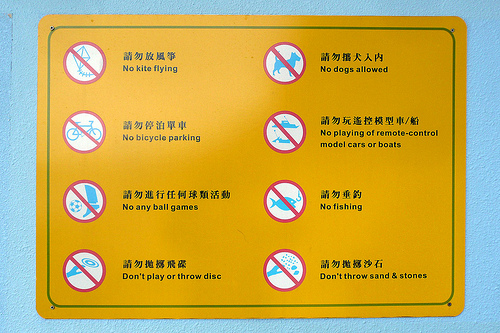 請勿放風箏
No kite flying
請勿攜犬入內
No dogs allowed
請勿停泊單車
No bicycle parking
請勿玩遙控模型車/船
No playing of remote-control
model cars or boats
請勿進行任何球類活動
No any ball games
請勿垂釣
No fishing
請勿拋擲飛碟
Don't play or throw disc
請勿拋擲沙石
Don't throw sand & stones